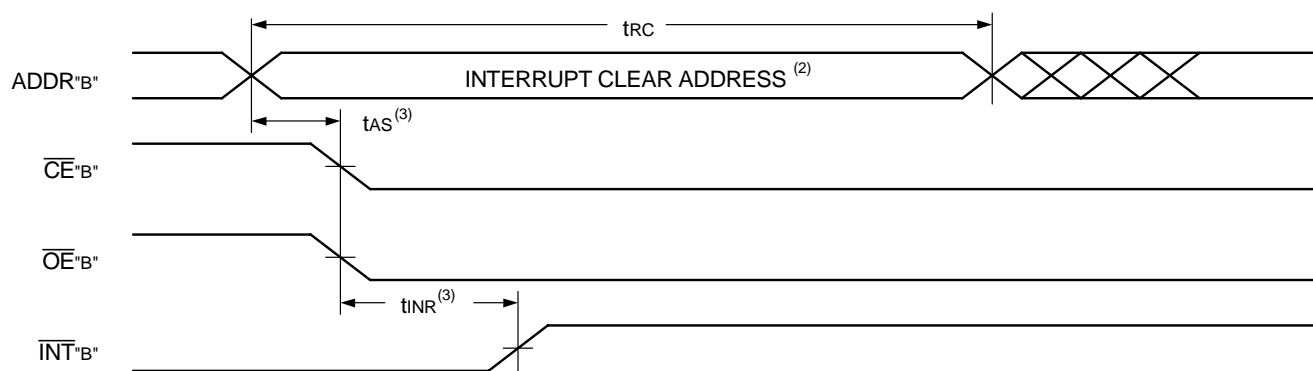 tRC
ADDR"B"
INTERRUPT CLEAR ADDRESS (2)
tAS(3)
CE"B"
OE"B"
tINR(3)
INT"B"